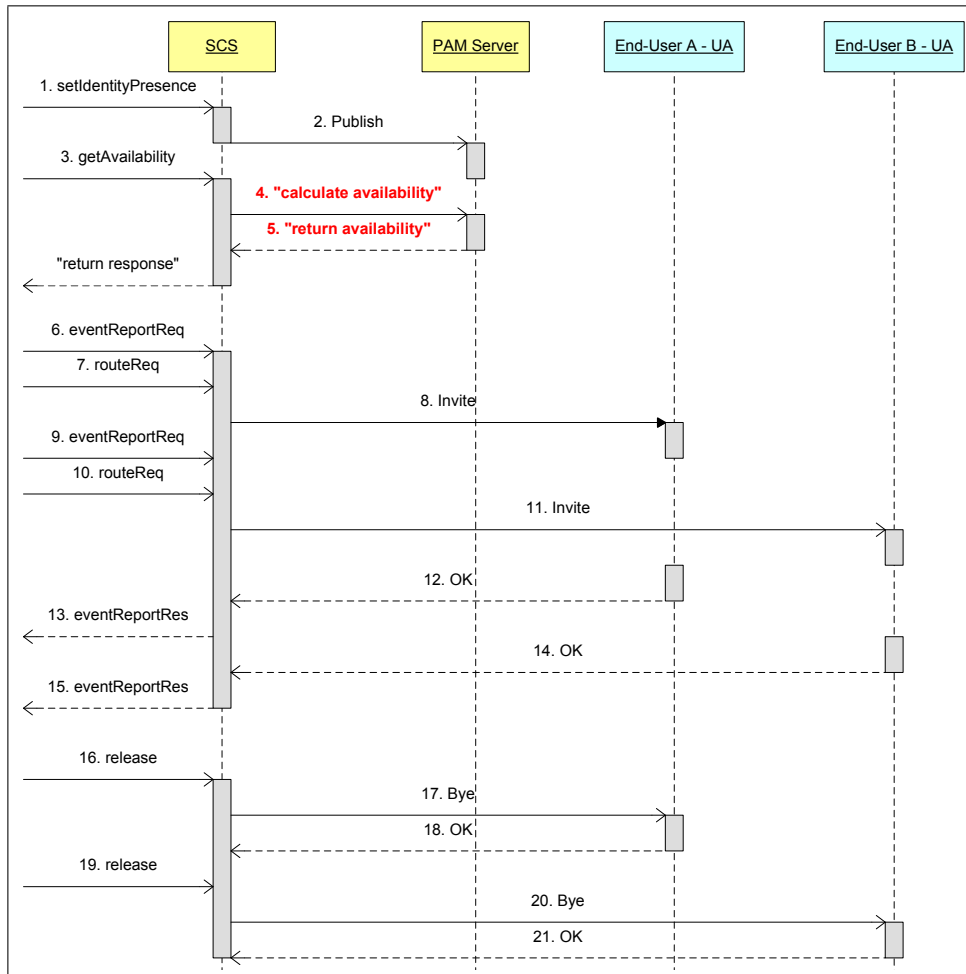 SCS
PAM Server
End-User A - UA
End-User B - UA
1. setIdentityPresence
2. Publish
3. getAvailability
4. "calculate availability"
5. "return availability"
"return response"
6. eventReportReq
7. routeReq
8. Invite
9. eventReportReq
10. routeReq
11. Invite
12. OK
13. eventReportRes
14. OK
15. eventReportRes
16. release
17. Bye
18. OK
19. release
20. Bye
21. OK